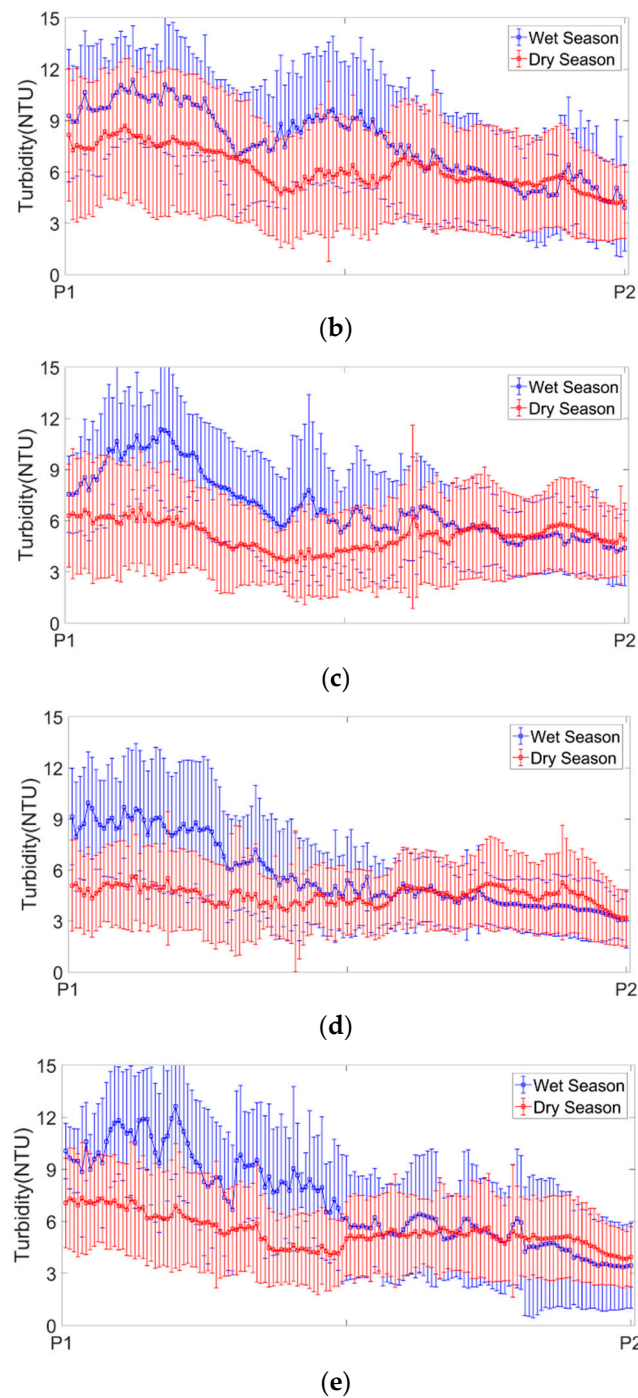 15
12
9
6
3
0
Turbidity(NTU)
Wet Season
Dry Season
P1
P2
(b)
15
12
9
6
3
0
Turbidity(NTU)
Wet Season
Dry Season
P1
P2
(c)
15
12
9
6
3
0
Turbidity(NTU)
Wet Season
Dry Season
P1
P2
(d)
15
12
9
6
3
0
Turbidity(NTU)
Wet Season
Dry Season
P1
P2
(e)